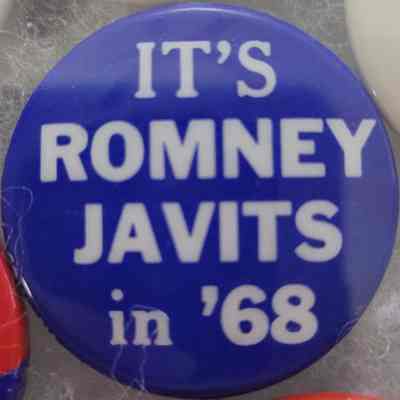 IT'S
ROMNEY
JAVITS
in '68